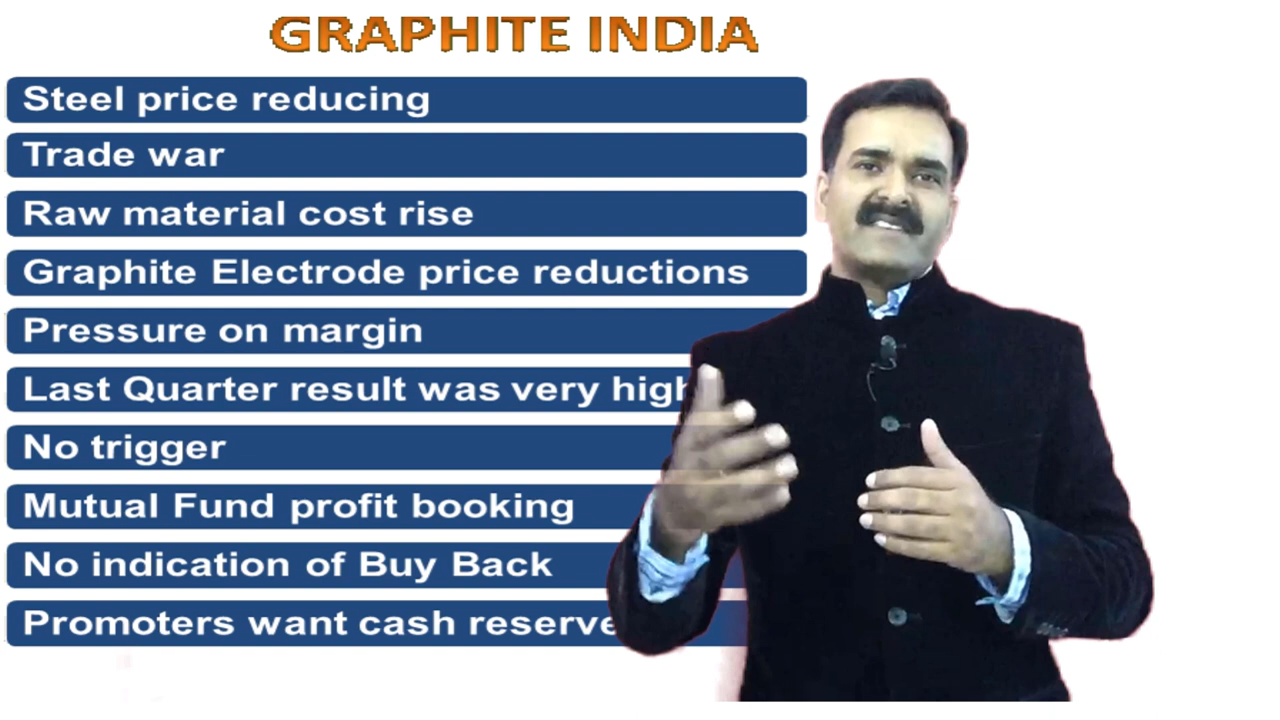 GRAPHITE INDIA
Steel price reducing
Trade war
Raw material cost rise
Graphite Electrode price reductions
Pressure on margin
Last Quarter result was very high
No trigger
Mutual Fund profit booking
No indication of Buy Back
Promoters want cash reserve